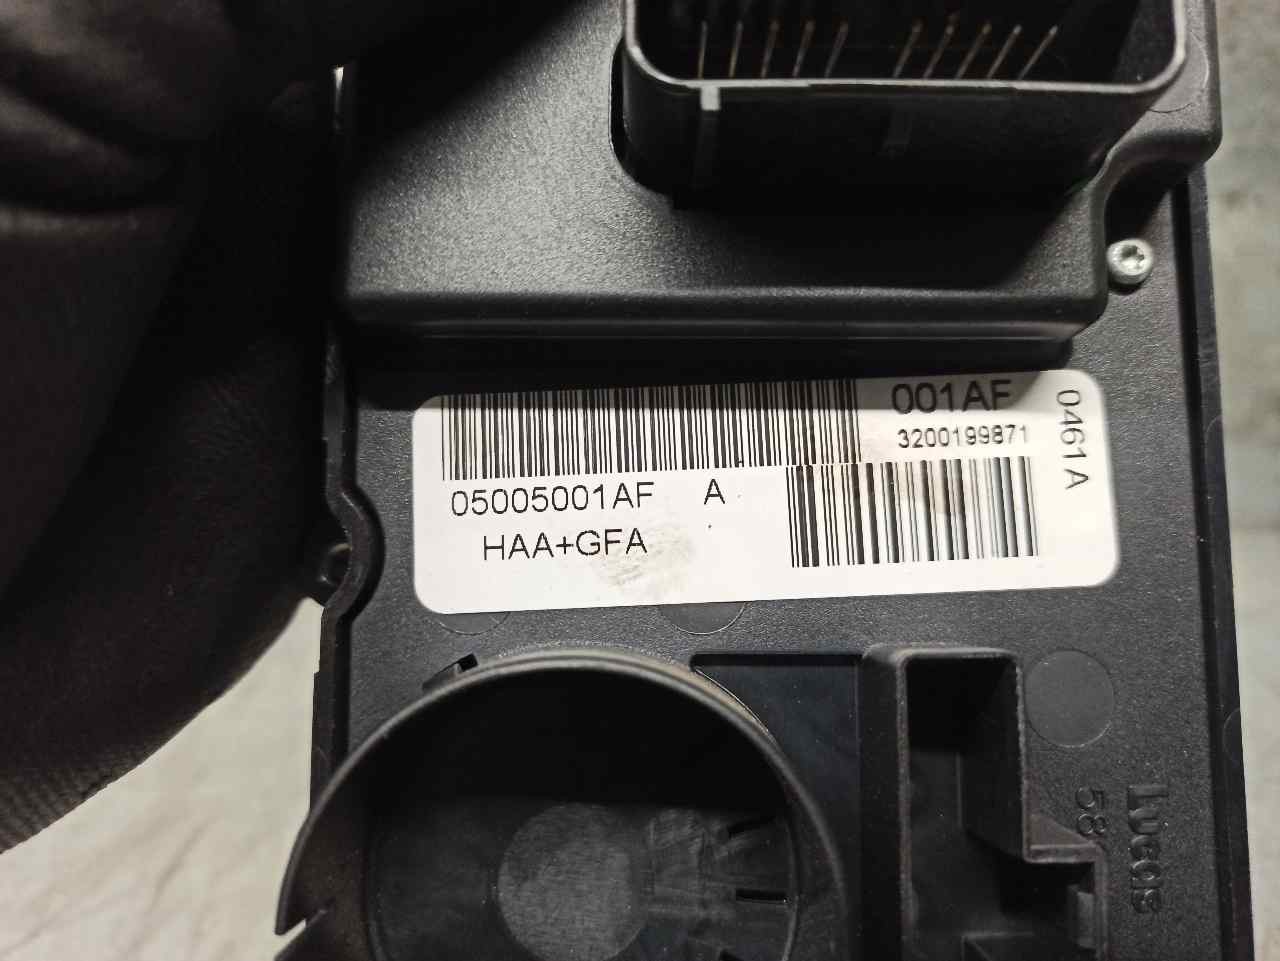 001AF
3200199871
0461A
05005001AF A
HAA+GFA
Lucas
58